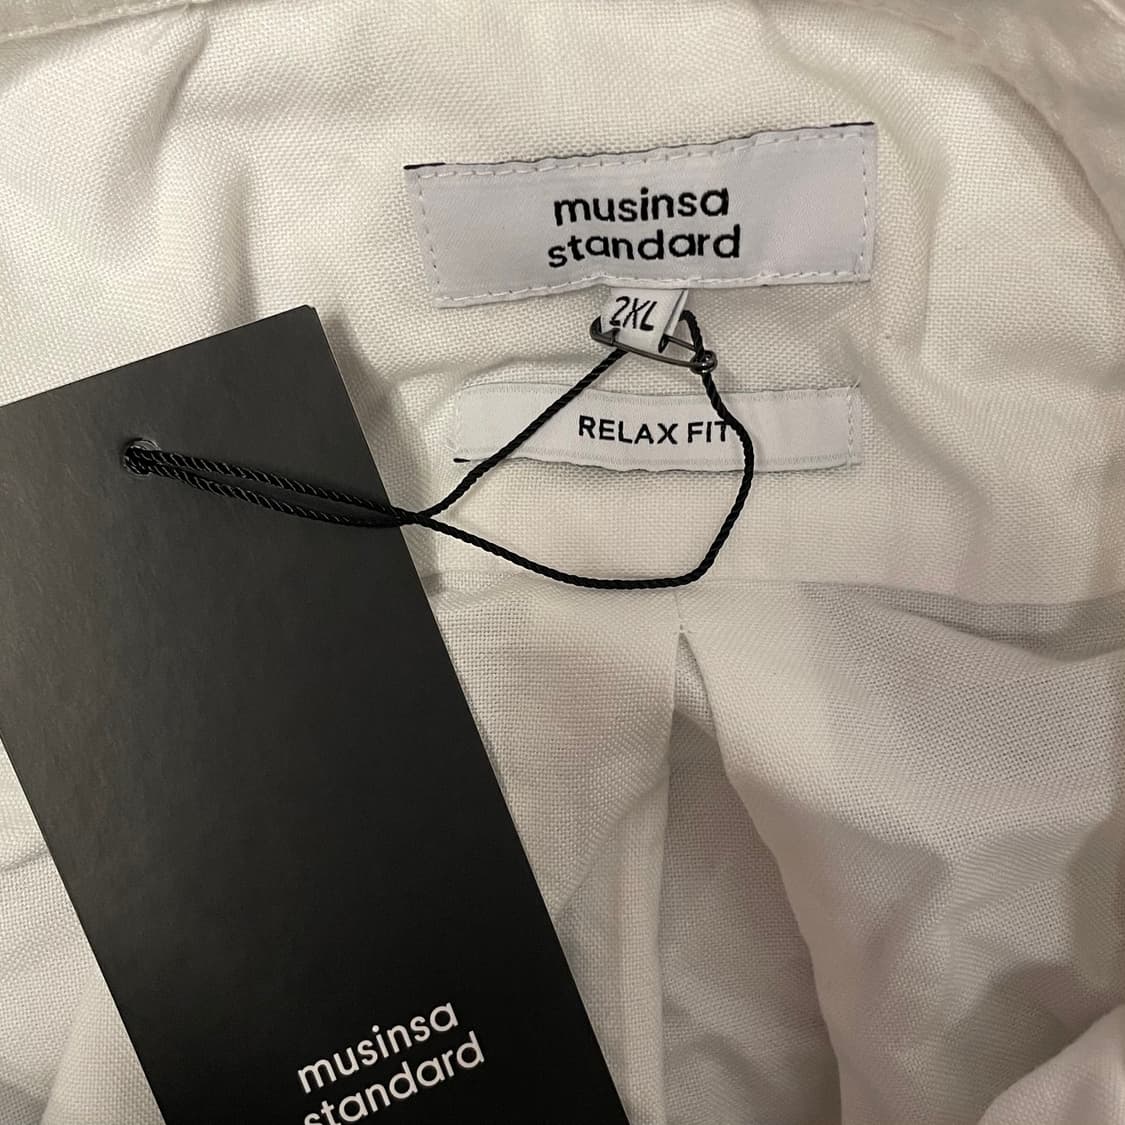 musinsa
standard
2XL
RELAX FIT
musinsa
standard